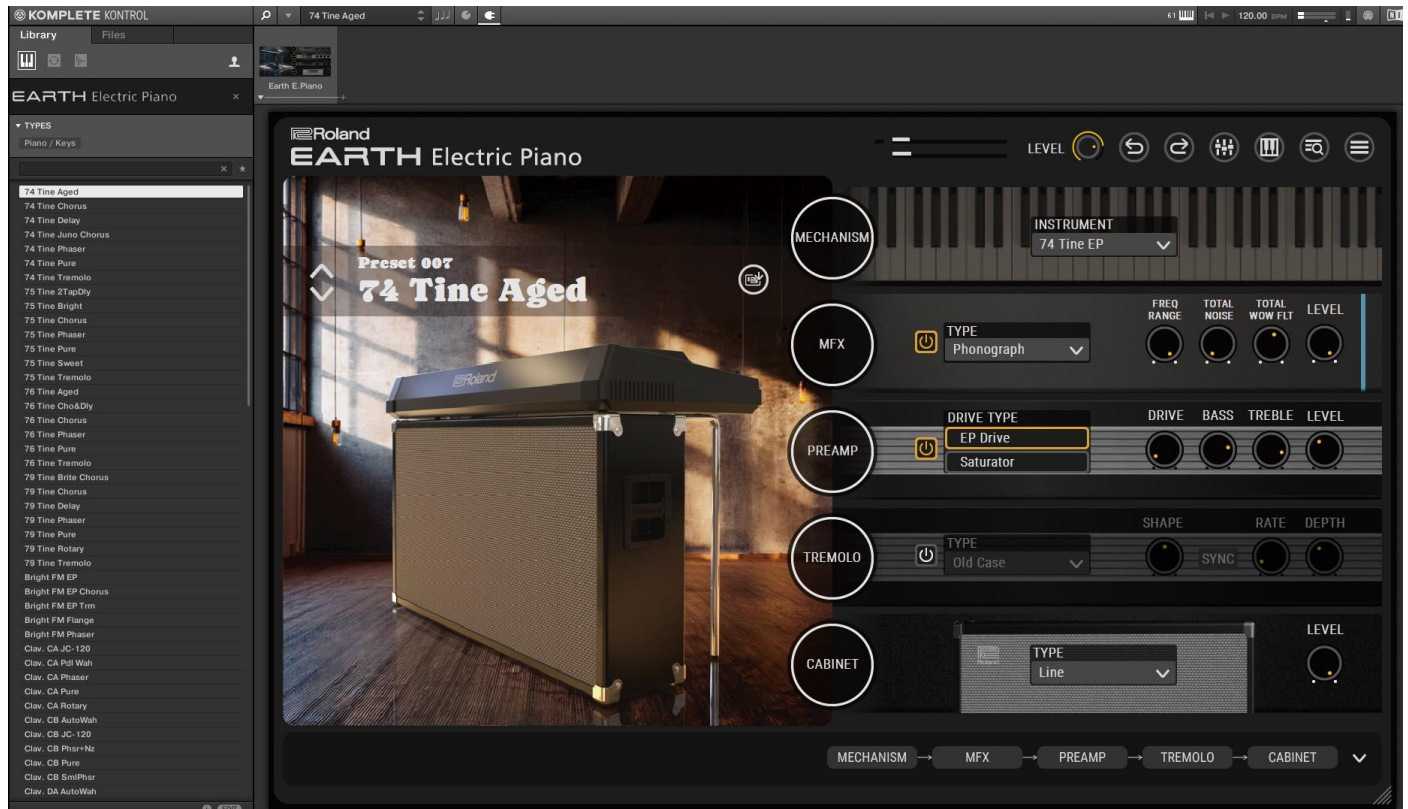 KOMPLETE KONTROL
74 Tine Aged
61
120.00 BPM
Library
Files
EARTH Electric Piano
×
TYPES
Piano / Keys
×
74 Tine Aged
74 Tine Chorus
74 Tine Delay
74 Tine Juno Chorus
74 Tine Phaser
74 Tine Pure
74 Tine Tremolo
75 Tine 2TapDly
75 Tine Bright
75 Tine Chorus
75 Tine Phaser
75 Tine Pure
75 Tine Sweet
75 Tine Tremolo
76 Tine Aged
76 Tine Cho&Dly
76 Tine Chorus
76 Tine Phaser
76 Tine Pure
76 Tine Tremolo
79 Tine Brite Chorus
79 Tine Chorus
79 Tine Delay
79 Tine Phaser
79 Tine Pure
79 Tine Rotary
79 Tine Tremolo
Bright FM EP
Bright FM EP Chorus
Bright FM EP Trm
Bright FM Flange
Bright FM Phaser
Clav. CA JC-120
Clav. CA Pdl Wah
Clav. CA Phaser
Clav. CA Pure
Clav. CA Rotary
Clav. CB AutoWah
Clav. CB JC-120
Clav. CB Phsr+Nz
Clav. CB Pure
Clav. CB SmlPhsr
Clav. DA AutoWah
EDIT
Earth E.Piano
Roland
EARTH Electric Piano
LEVEL
Preset 007
74 Tine Aged
Roland
MECHANISM
INSTRUMENT
74 Tine EP
MFX
TYPE
Phonograph
FREQ RANGE
TOTAL NOISE
TOTAL WOW FLT
LEVEL
PREAMP
DRIVE TYPE
EP Drive
Saturator
DRIVE
BASS
TREBLE
LEVEL
TREMOLO
TYPE
Old Case
SHAPE
SYNC
RATE
DEPTH
CABINET
Roland
TYPE
Line
LEVEL
MECHANISM → MFX → PREAMP → TREMOLO → CABINET